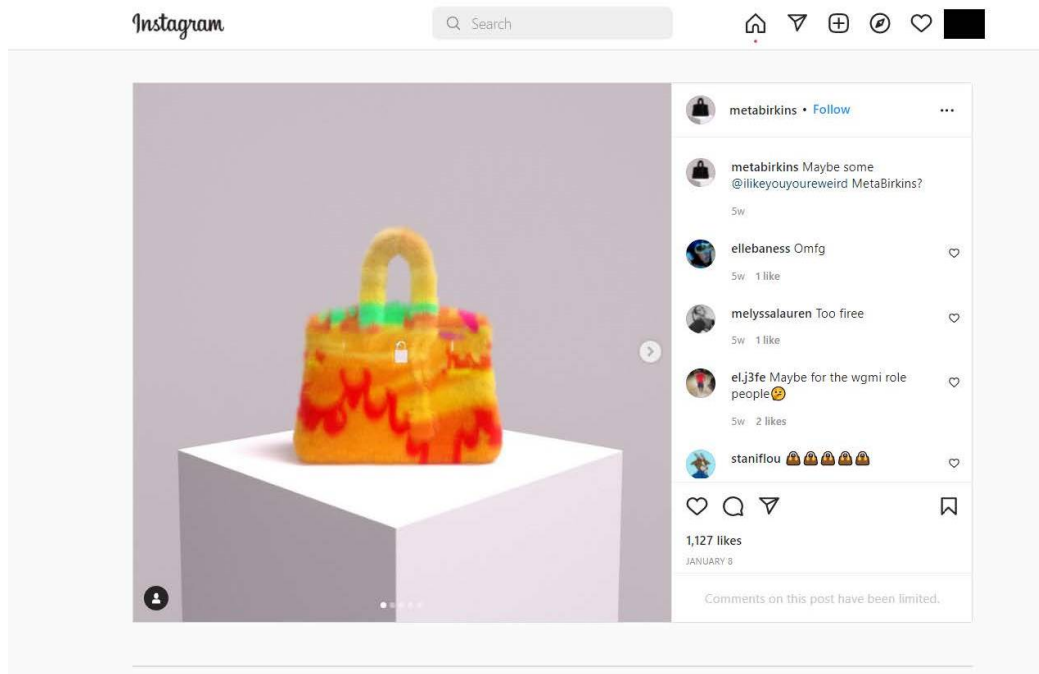 Instagram
Search
metabirkins • Follow
metabirkins Maybe some
@ilikeyouyoureweird MetaBirkins?
5w
ellebaness Omfg
5w 1 like
melyssalauren Too firee
5w 1 like
el.j3fe Maybe for the wgmi role
people🤔
5w 2 likes
staniflou 👜👜👜👜👜
1,127 likes
JANUARY 8
Comments on this post have been limited.